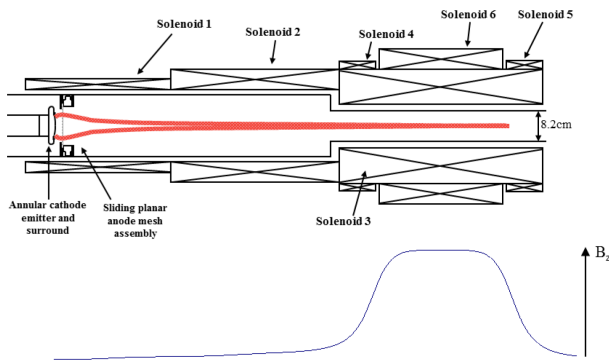 Solenoid 6
Solenoid 1
Solenoid 2
Solenoid 4
Solenoid 5
8.2cm
Annular cathode
emitter and
surround
Sliding planar
anode mesh
assembly
Solenoid 3
Bz